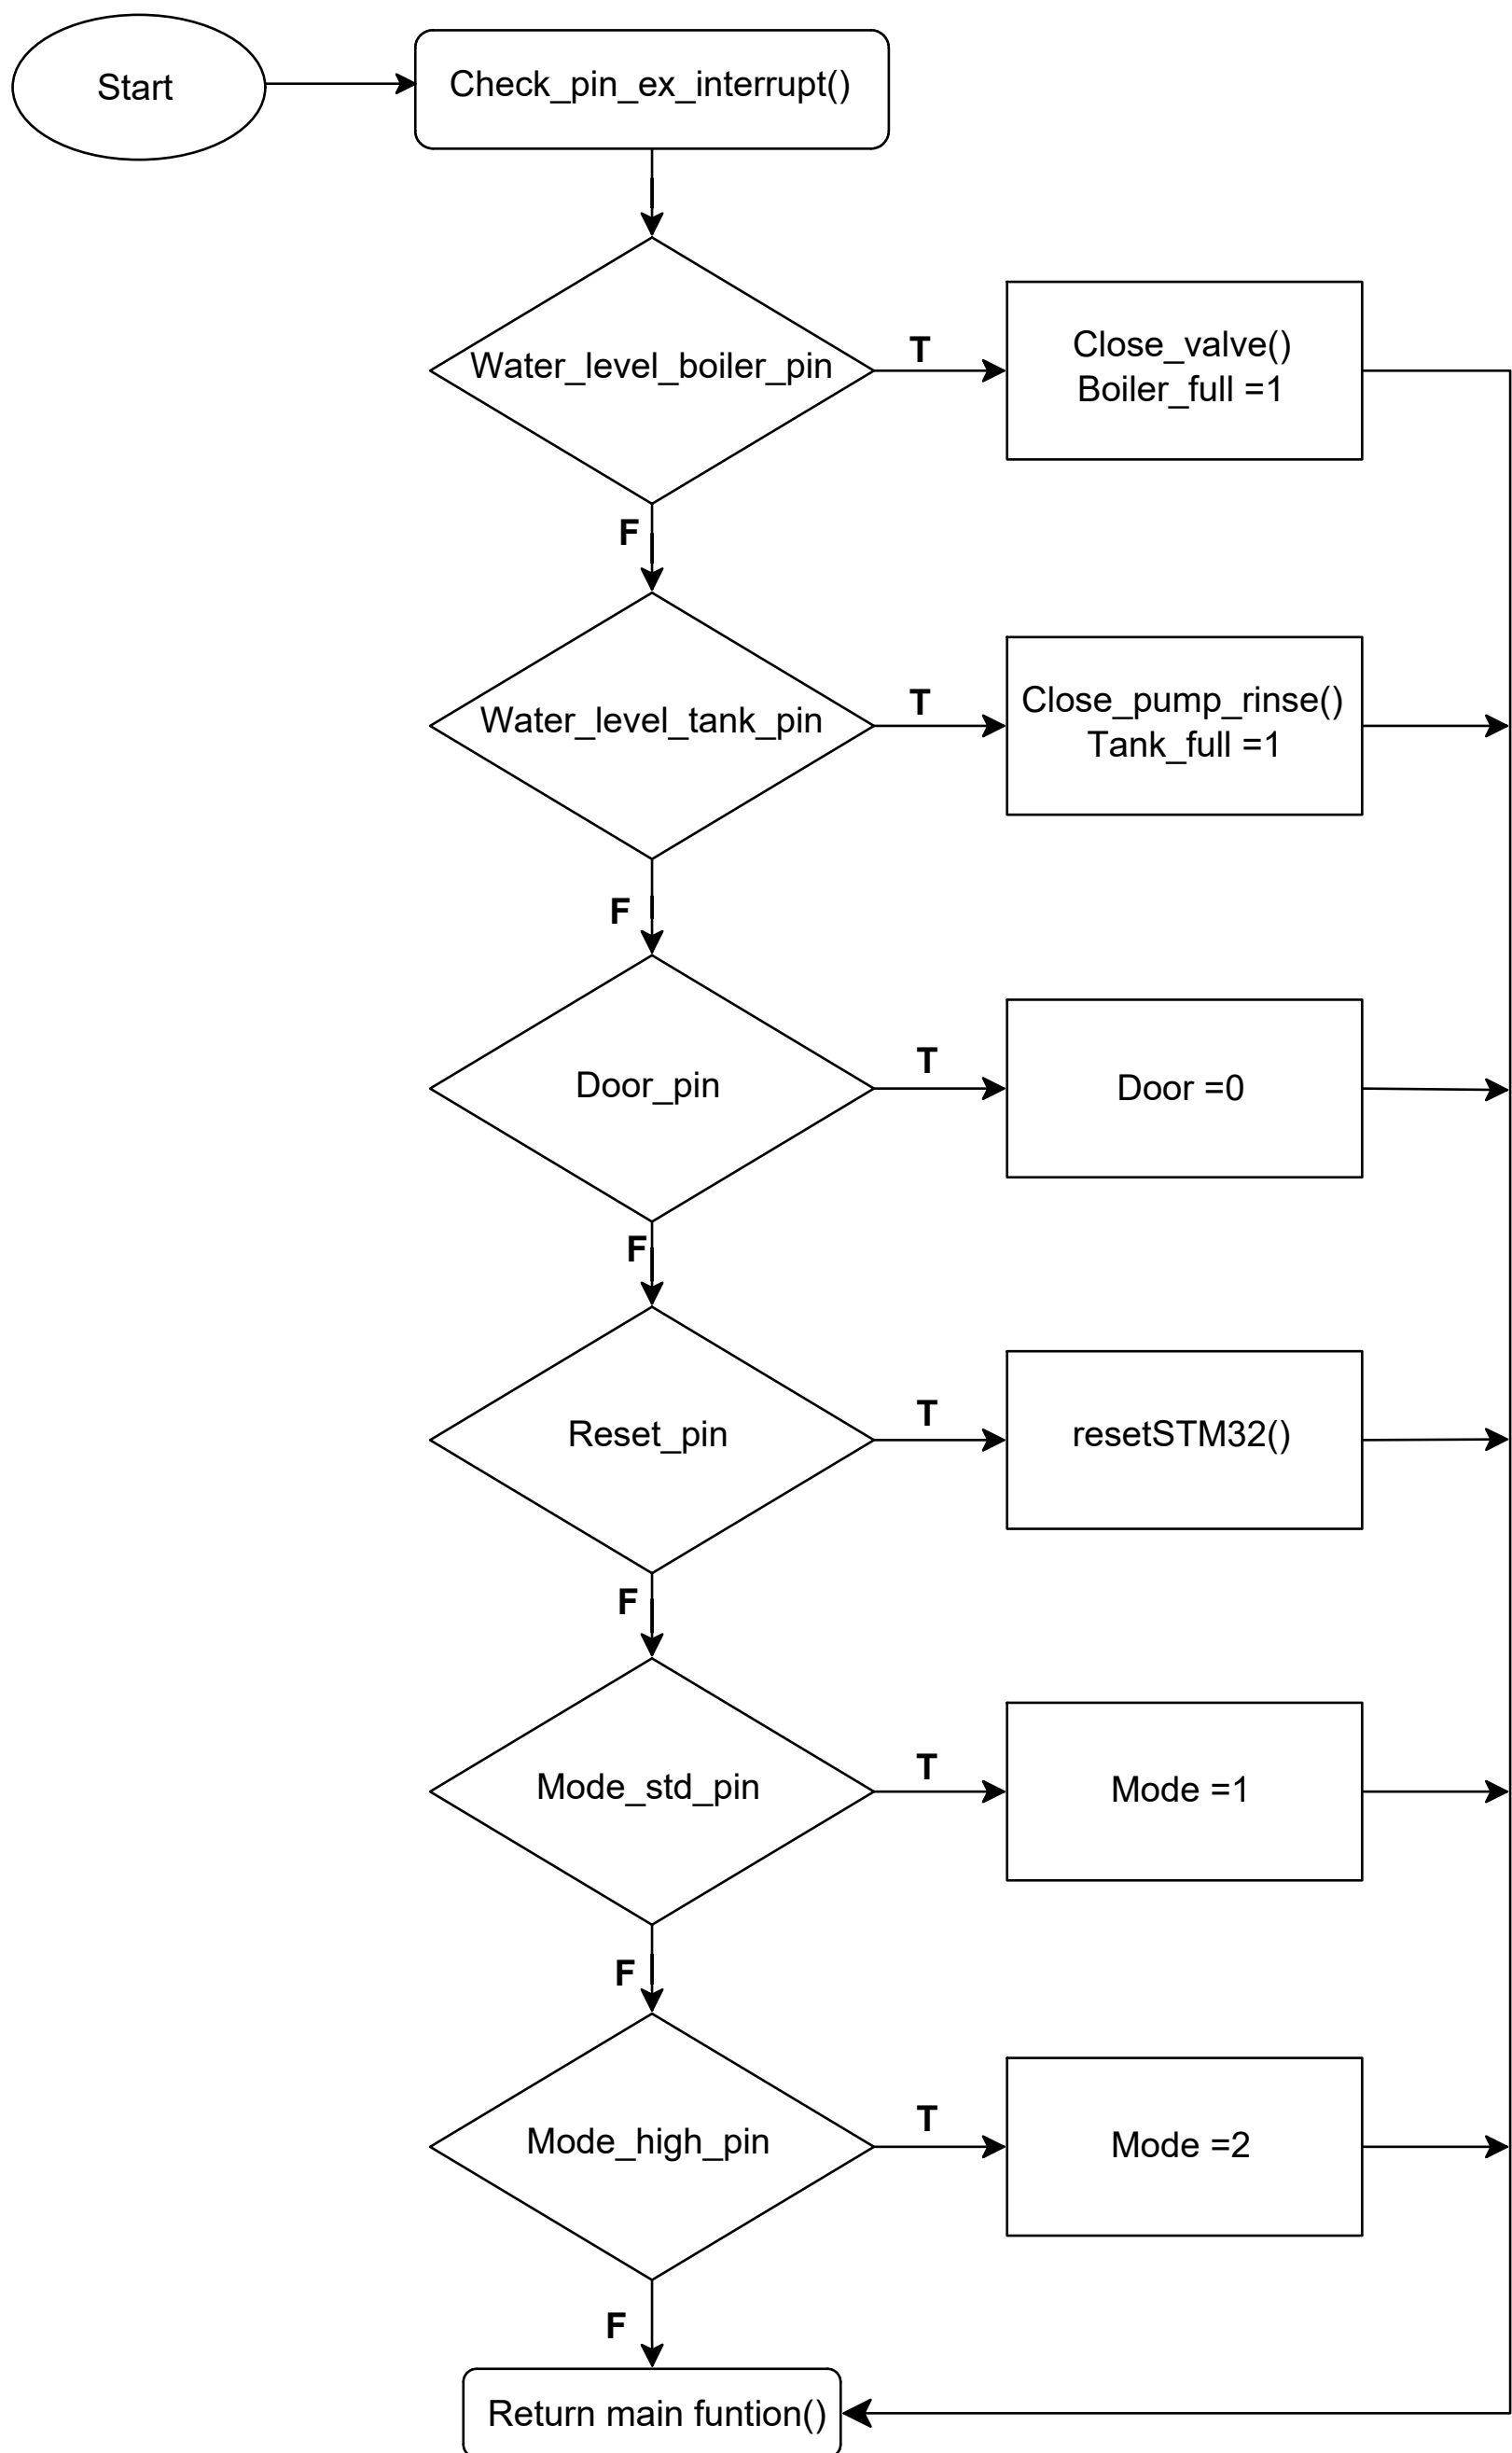 Start
Check_pin_ex_interrupt()
Water_level_boiler_pin
T
Close_valve()
Boiler_full =1
F
Water_level_tank_pin
T
Close_pump_rinse()
Tank_full =1
F
Door_pin
T
Door =0
F
Reset_pin
T
resetSTM32()
F
Mode_std_pin
T
Mode =1
F
Mode_high_pin
T
Mode =2
F
Return main funtion()